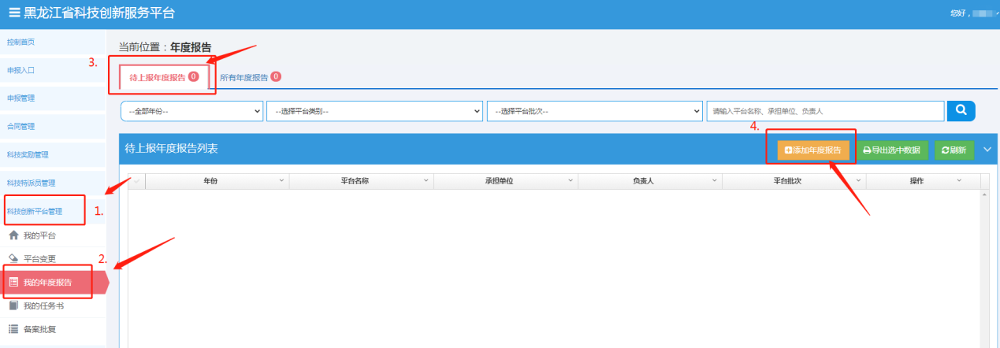 黑龙江省科技创新服务平台
您好，
控制首页
申报入口
申报管理
合同管理
科技奖励管理
科技特派员管理
科技创新平台管理
1.
我的平台
平台变更
2.
我的年度报告
我的任务书
备案批复
当前位置：年度报告
3.
待上报年度报告 0
所有年度报告 0
--全部年份--
--选择平台类别--
--选择平台批次--
请输入平台名称、承担单位、负责人
4.
待上报年度报告列表
添加年度报告
导出选中数据
刷新
年份
平台名称
承担单位
负责人
平台批次
操作